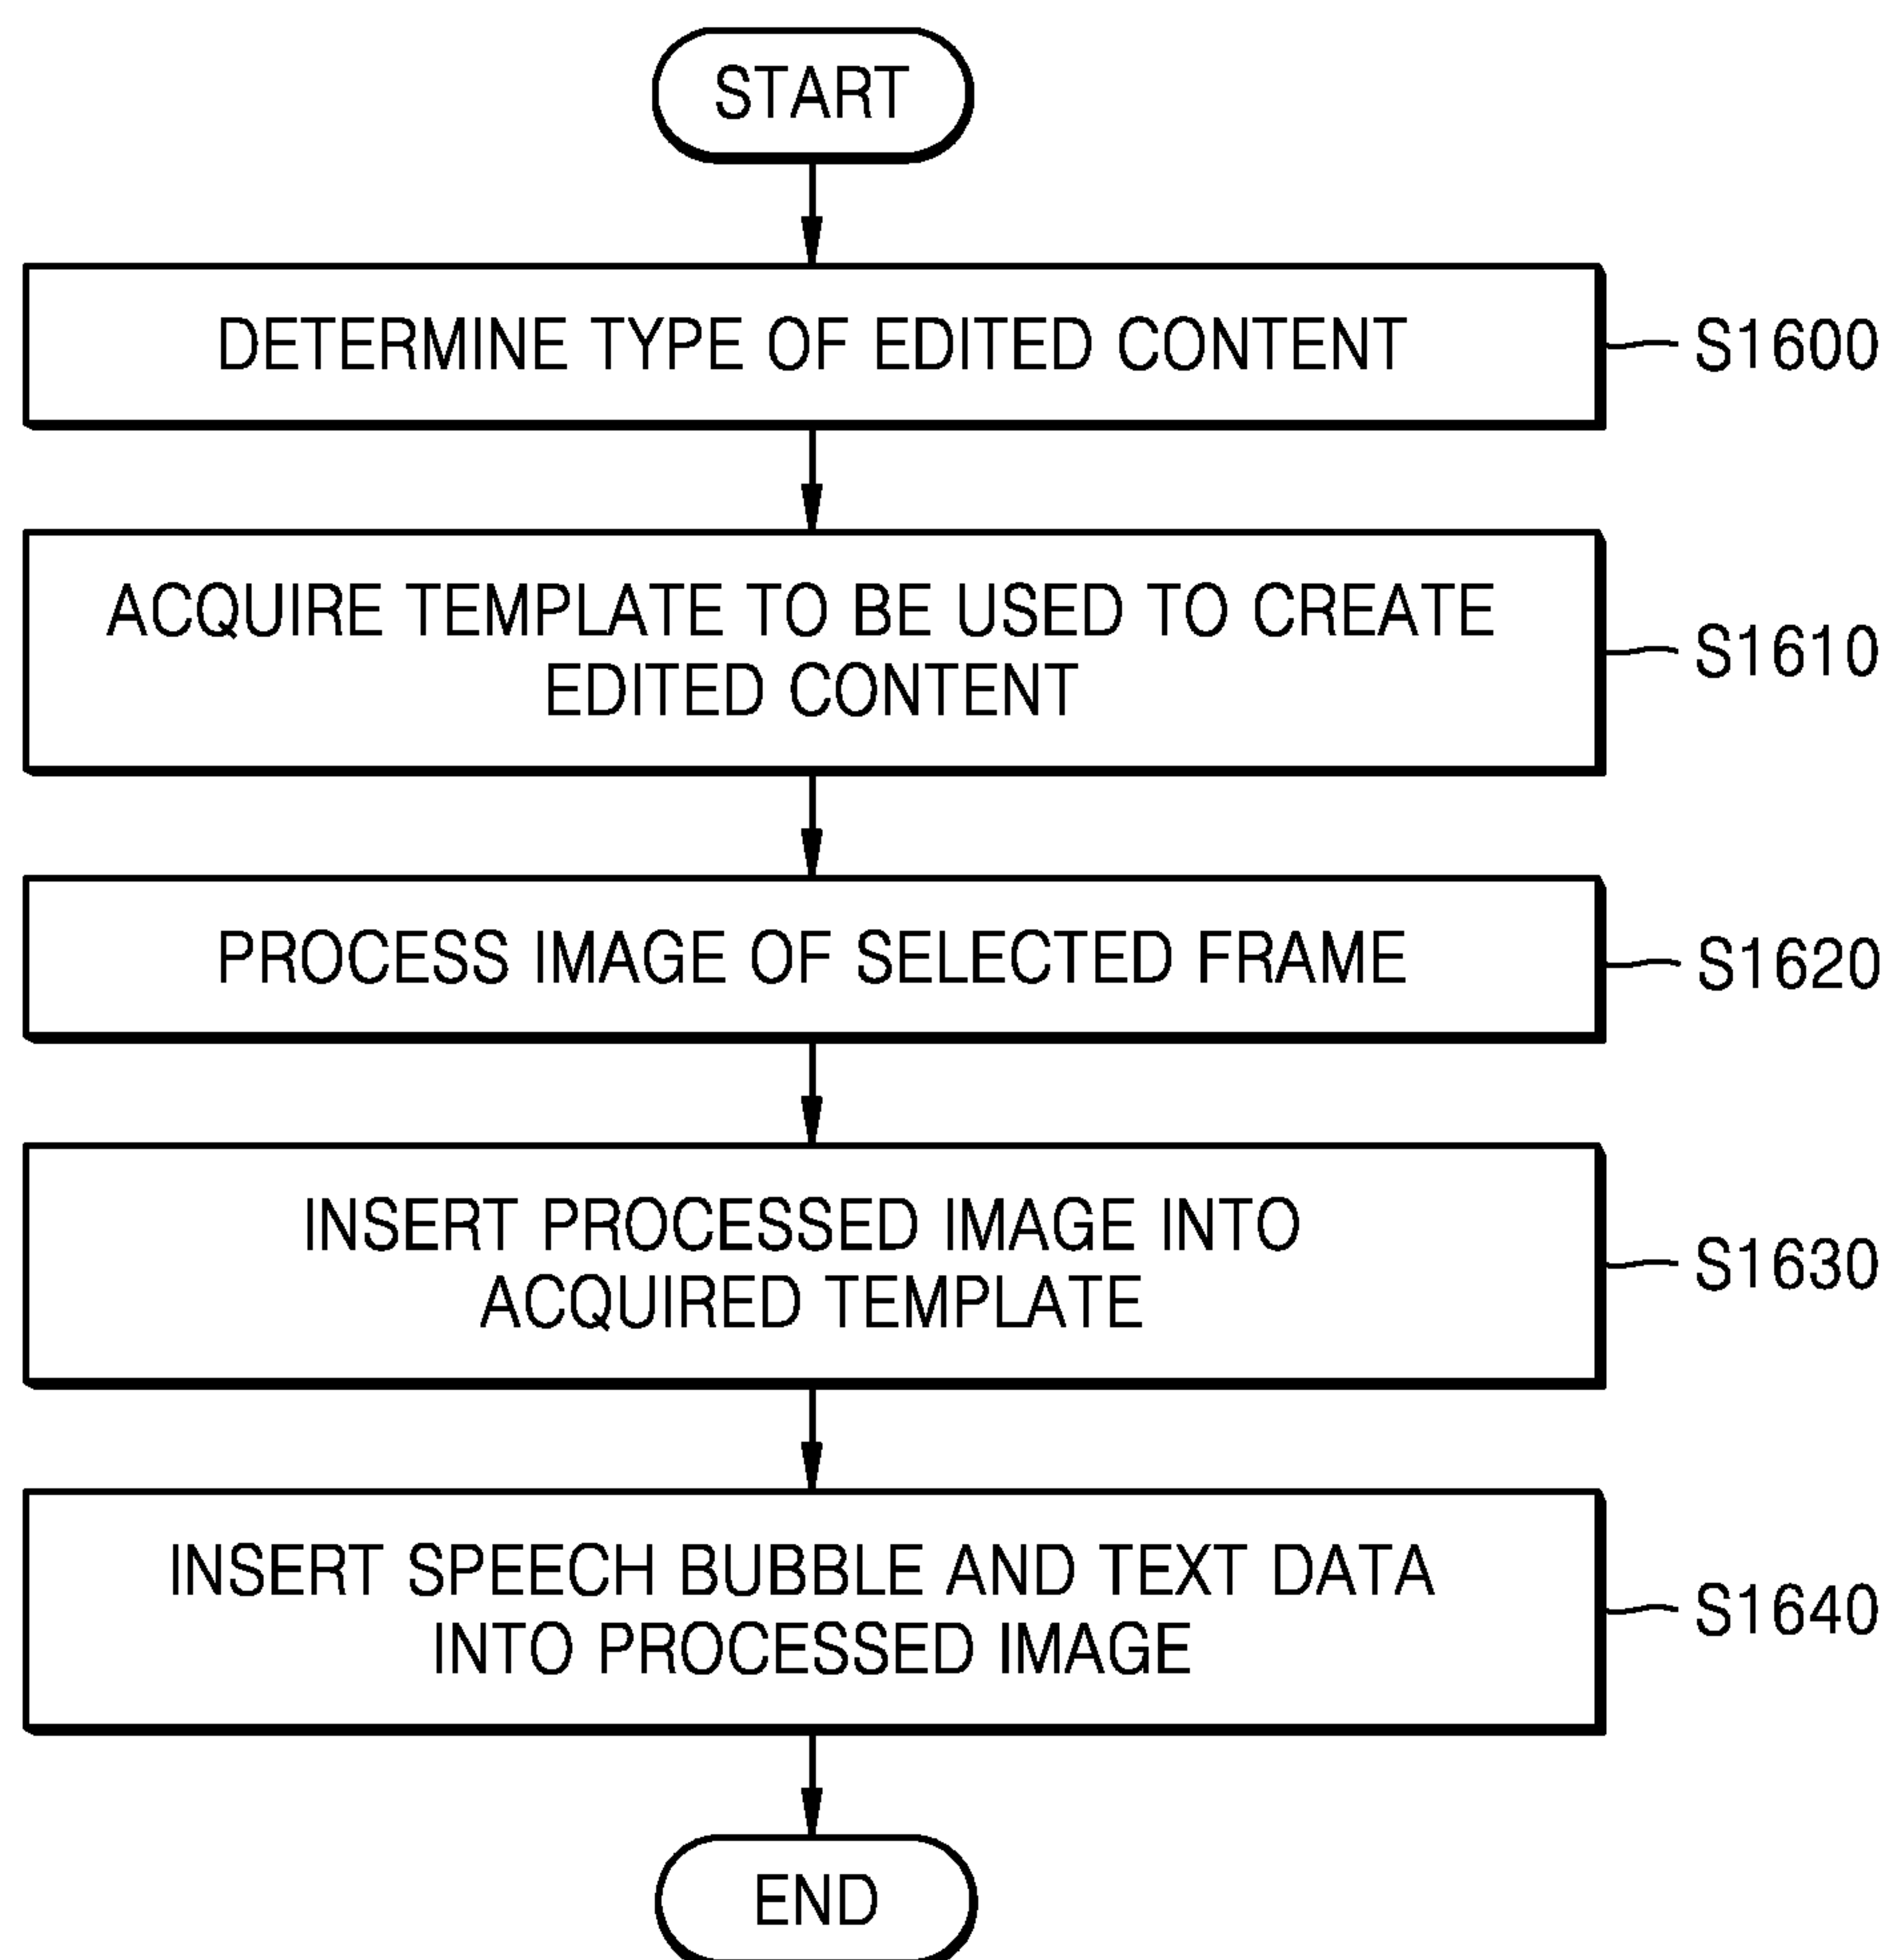 START
DETERMINE TYPE OF EDITED CONTENT
S1600
ACQUIRE TEMPLATE TO BE USED TO CREATE
EDITED CONTENT
S1610
PROCESS IMAGE OF SELECTED FRAME
S1620
INSERT PROCESSED IMAGE INTO
ACQUIRED TEMPLATE
S1630
INSERT SPEECH BUBBLE AND TEXT DATA
INTO PROCESSED IMAGE
S1640
END